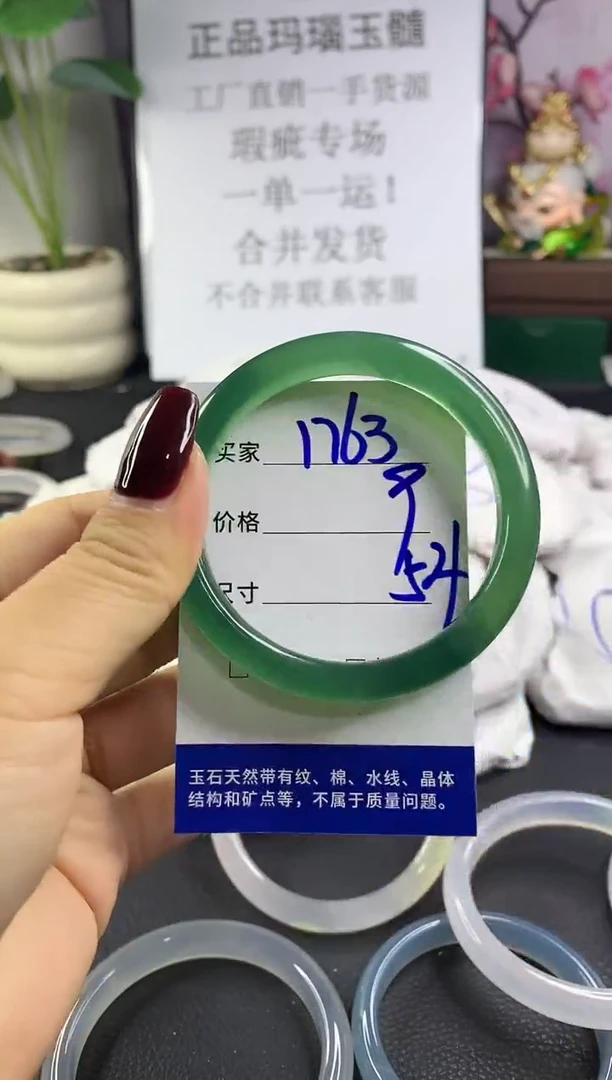 正品玛瑙玉髓
工厂直销一手货源
瑕疵专场
一单一运!
合并发货
不合并联系客服
买家 1763
价格
尺寸 54
玉石天然带有纹、棉、水线、晶体
结构和矿点等，不属于质量问题。